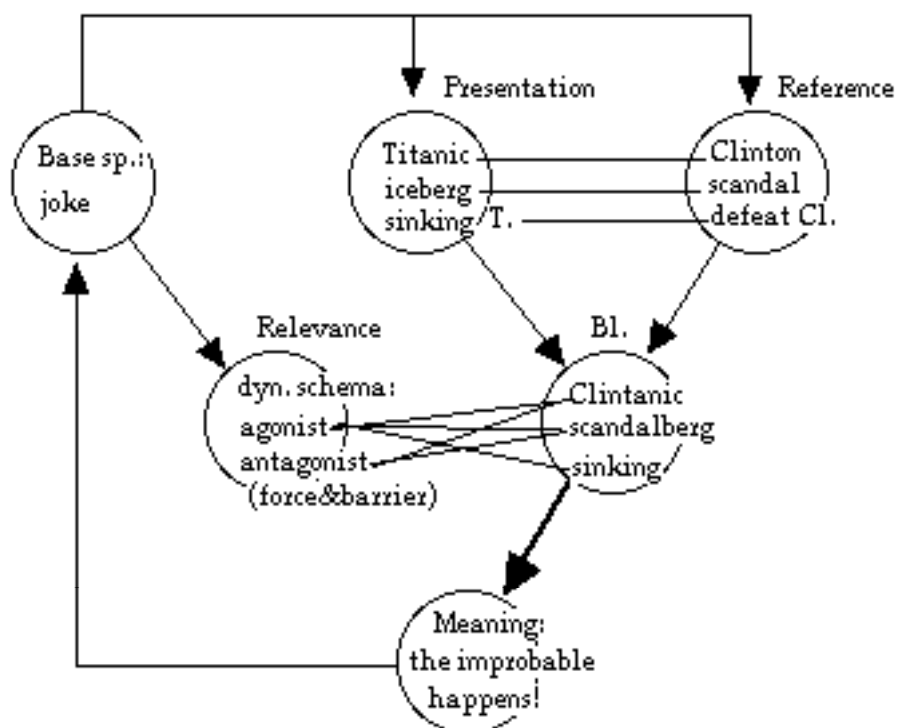 Presentation
Reference
Base sp.:
joke
Titanic
iceberg
sinking T.
Clinton
scandal
defeat Cl.
Relevance
Bl.
dyn. schema:
agonist
antagonist
(force&barrier)
Clintanic
scandalberg
sinking
Meaning:
the improbable
happens!